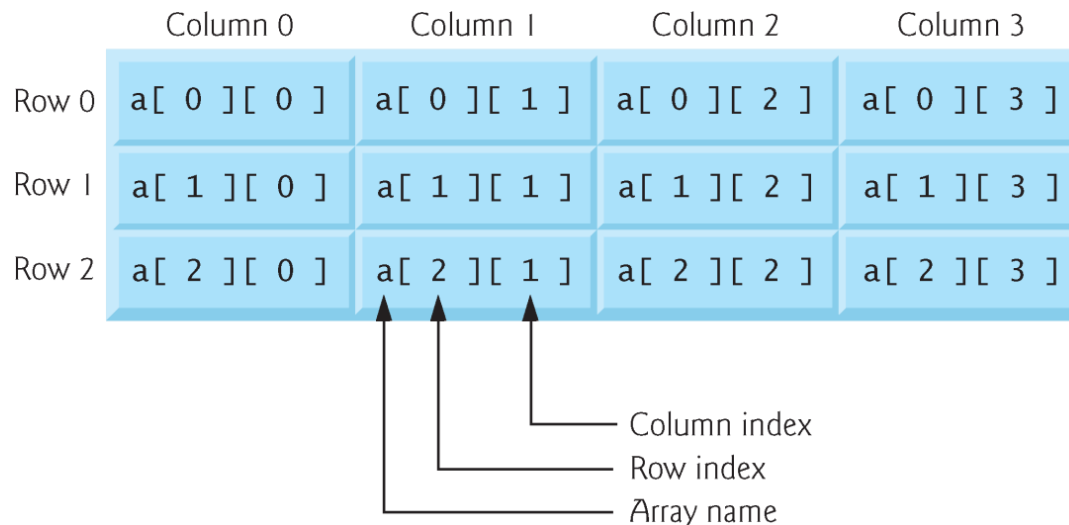 Column 0 Column 1 Column 2 Column 3
Row 0 a[ 0 ][ 0 ] a[ 0 ][ 1 ] a[ 0 ][ 2 ] a[ 0 ][ 3 ]
Row 1 a[ 1 ][ 0 ] a[ 1 ][ 1 ] a[ 1 ][ 2 ] a[ 1 ][ 3 ]
Row 2 a[ 2 ][ 0 ] a[ 2 ][ 1 ] a[ 2 ][ 2 ] a[ 2 ][ 3 ]
Column index
Row index
Array name